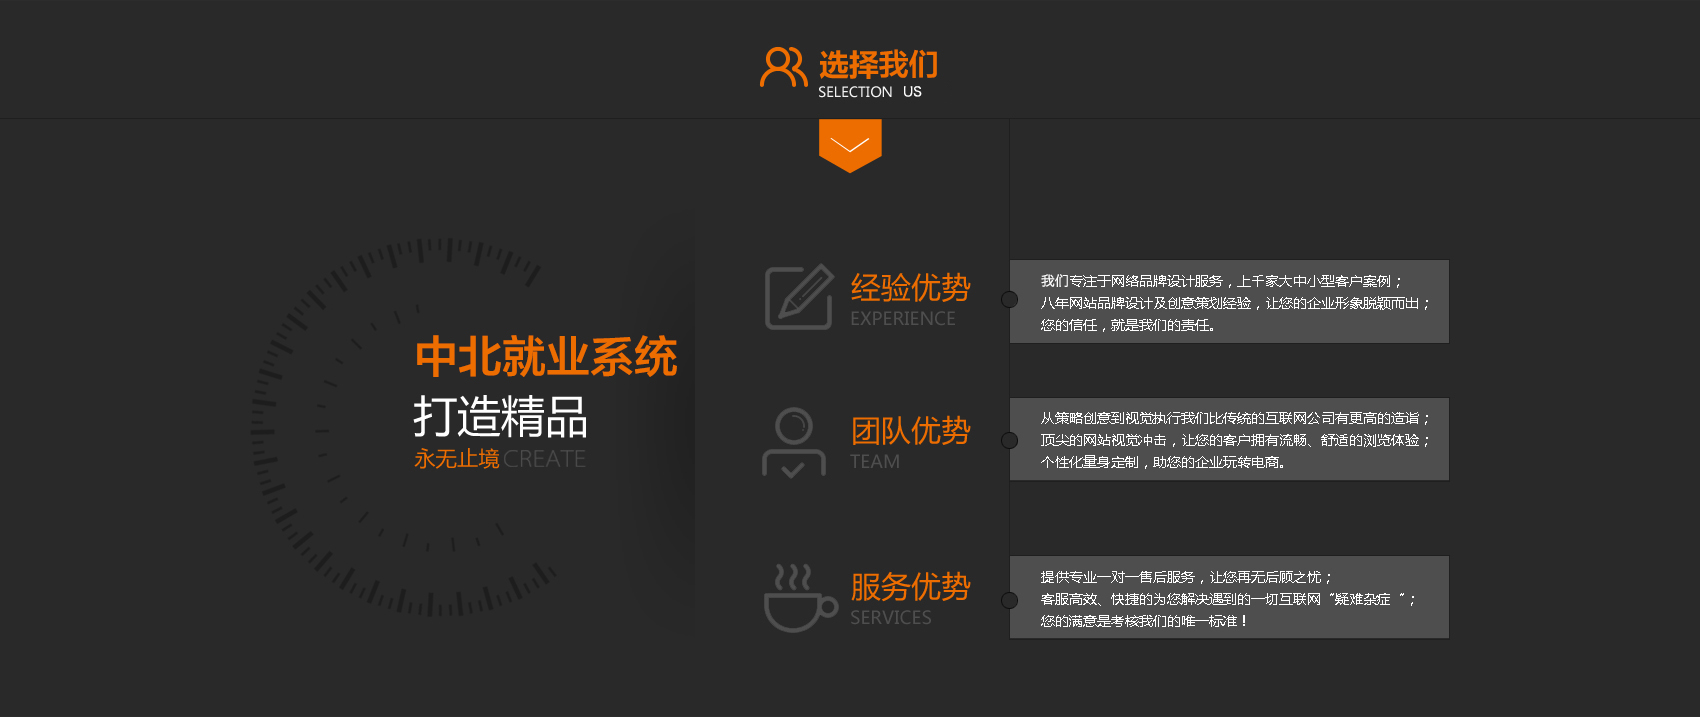 选择我们
SELECTION US
中北就业系统
打造精品
永无止境CREATE
经验优势
EXPERIENCE
我们专注于网络品牌设计服务，上千家大中小型客户案例；
八年网站品牌设计及创意策划经验，让您的企业形象脱颖而出；
您的信任，就是我们的责任。
团队优势
TEAM
从策略创意到视觉执行我们比传统的互联网公司有更高的造诣；
顶尖的网站视觉冲击，让您的客户拥有流畅、舒适的浏览体验；
个性化量身定制，助您的企业玩转电商。
服务优势
SERVICES
提供专业一对一售后服务，让您再无后顾之忧；
客服高效、快捷的为您解决遇到的一切互联网“疑难杂症 “；
您的满意是考核我们的唯一标准！